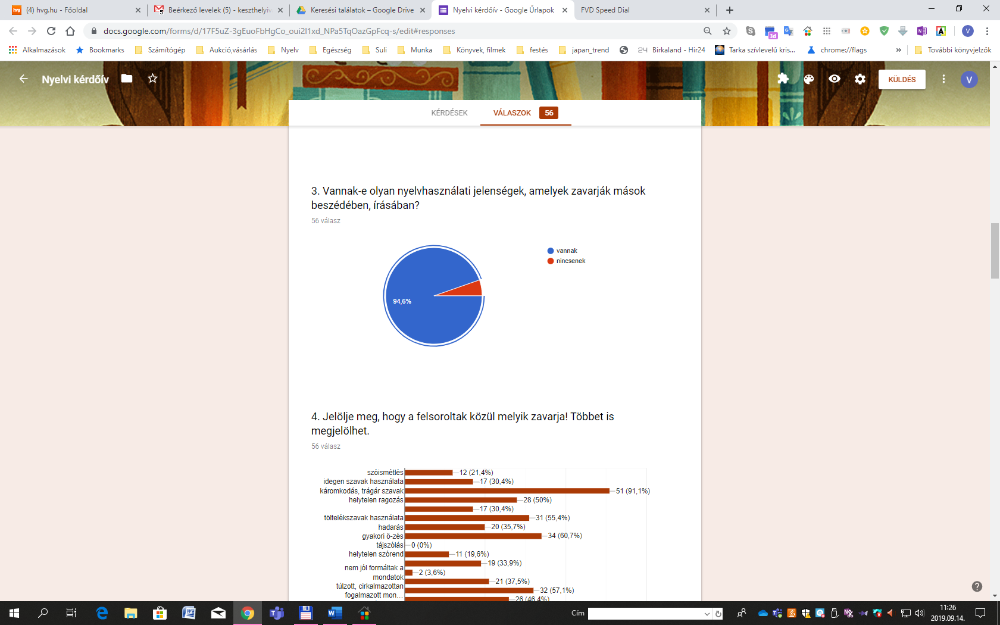 (4) hvg.hu - Főoldal
Beérkező levelek (5) - keszthelyiv
Keresési találatok – Google Drive
Nyelvi kérdőív - Google Űrlapok
FVD Speed Dial
docs.google.com/forms/d/17F5uZ-3gEuoFbHgCo_oui2l1xd_NPa5TqOazGpFcq-s/edit#responses
3d
V
Alkalmazások
Bookmarks
Számítógép
Aukció,vásárlás
Nyelv
Egészség
Suli
Munka
Könyvek, filmek
festés
japan_trend
Birkaland - Hir24
Tarka szívlevelű kris...
chrome://flags
»
További könyvjelzők
Nyelvi kérdőív
KÜLDÉS
V
KÉRDÉSEK
VÁLASZOK 56
3. Vannak-e olyan nyelvhasználati jelenségek, amelyek zavarják mások
beszédében, írásában?
56 válasz
94,6%
vannak
nincsenek
4. Jelölje meg, hogy a felsoroltak közül melyik zavarja! Többet is
megjelölhet.
56 válasz
szóismétlés 12 (21,4%)
idegen szavak használata 17 (30,4%)
káromkodás, trágár szavak 51 (91,1%)
helytelen ragozás 28 (50%)
17 (30,4%)
töltelékszavak használata 31 (55,4%)
hadarás 20 (35,7%)
gyakori ö-zés 34 (60,7%)
tájszólás 0 (0%)
helytelen szórend 11 (19,6%)
19 (33,9%)
nem jól formáltak a
mondatok
2 (3,6%)
21 (37,5%)
túlzott, cirkalmazottan
fogalmazott mon...
32 (57,1%)
26 (46,4%)
Cím
11:26
2019.09.14.